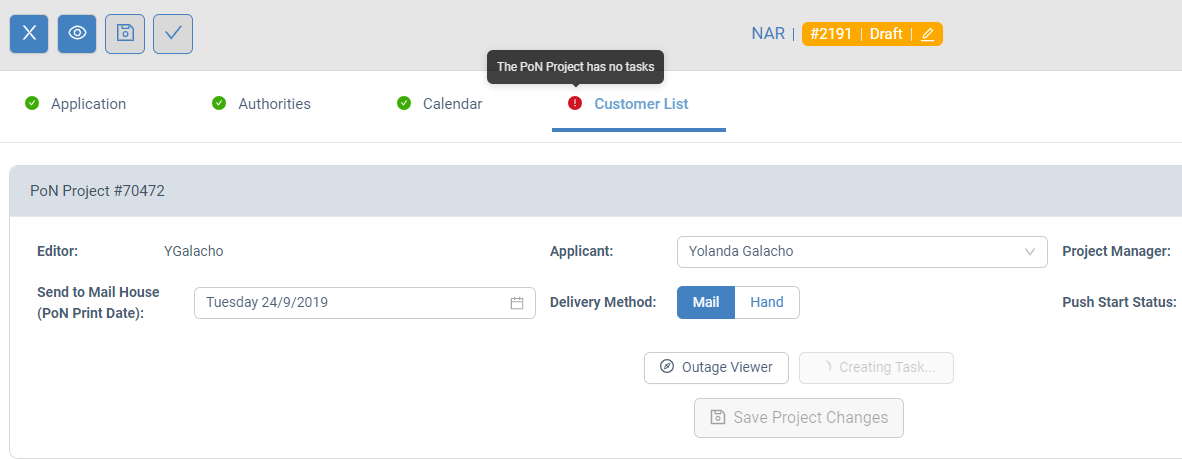 NAR | #2191 | Draft |
The PoN Project has no tasks
Application Authorities Calendar Customer List
PoN Project #70472
Editor: YGalacho Applicant: Yolanda Galacho Project Manager:
Send to Mail House
(PoN Print Date): Tuesday 24/9/2019 Delivery Method: Mail Hand Push Start Status:
Outage Viewer Creating Task...
Save Project Changes